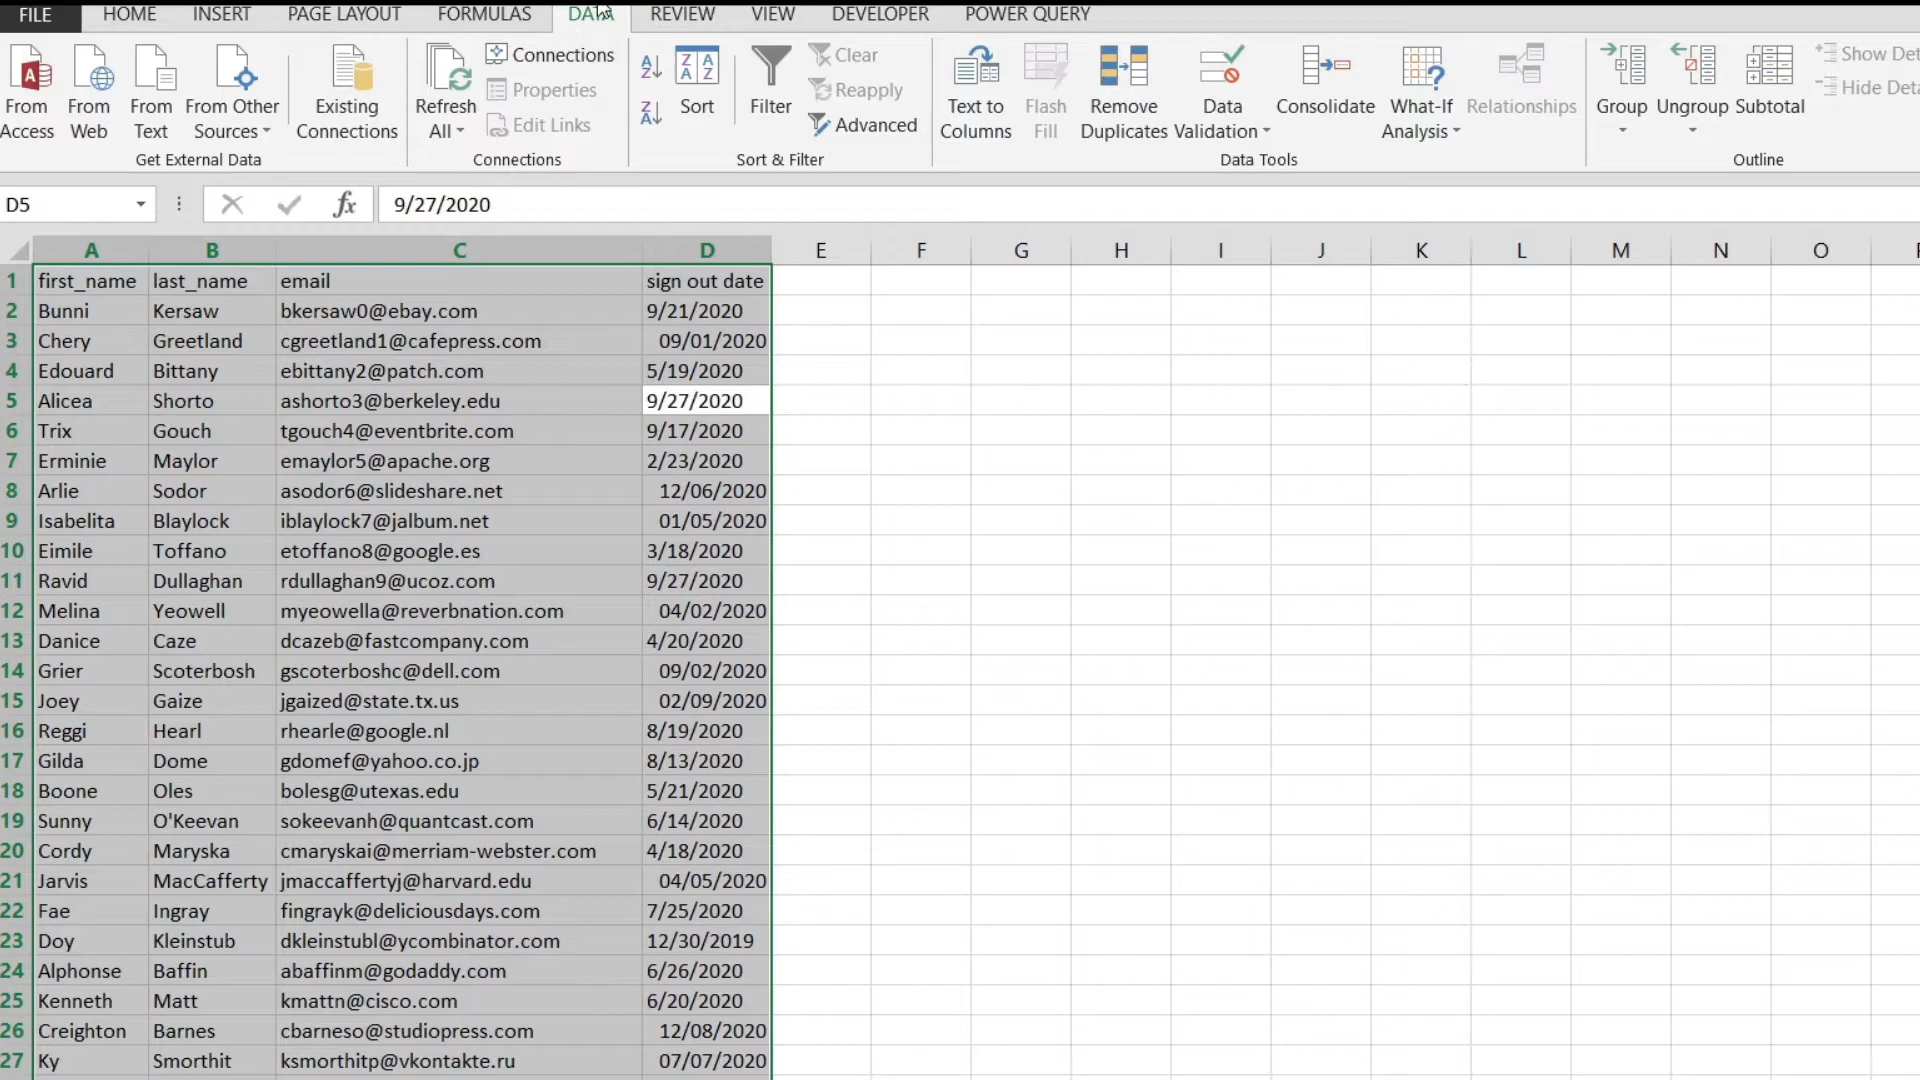 FILE HOME INSERT PAGE LAYOUT FORMULAS DATA REVIEW VIEW DEVELOPER POWER QUERY
From Access
From Web
From Text
From Other Sources
Existing Connections
Get External Data
Refresh All
Connections
Properties
Edit Links
Connections
Sort
Filter
Clear
Reapply
Advanced
Sort & Filter
Text to Columns
Flash Fill
Remove Duplicates
Data Validation
Consolidate
What-If Analysis
Relationships
Data Tools
Group
Ungroup
Subtotal
Show
Hide
Outline
D5 fx 9/27/2020
A B C D E F G H I J K L M N O
1 first_name last_name email sign out date
2 Bunni Kersaw bkersaw0@ebay.com 9/21/2020
3 Chery Greetland cgreetland1@cafepress.com 09/01/2020
4 Edouard Bittany ebittany2@patch.com 5/19/2020
5 Alicea Shorto ashorto3@berkeley.edu 9/27/2020
6 Trix Gouch tgouch4@eventbrite.com 9/17/2020
7 Erminie Maylor emaylor5@apache.org 2/23/2020
8 Arlie Sodor asodor6@slideshare.net 12/06/2020
9 Isabelita Blaylock iblaylock7@jalbum.net 01/05/2020
10 Eimile Toffano etoffano8@google.es 3/18/2020
11 Ravid Dullaghan rdullaghan9@ucoz.com 9/27/2020
12 Melina Yeowell myeowella@reverbnation.com 04/02/2020
13 Danice Caze dcazeb@fastcompany.com 4/20/2020
14 Grier Scoterbosh gscoterboshc@dell.com 09/02/2020
15 Joey Gaize jgaized@state.tx.us 02/09/2020
16 Reggi Hearl rhearle@google.nl 8/19/2020
17 Gilda Dome gdomef@yahoo.co.jp 8/13/2020
18 Boone Oles bolesg@utexas.edu 5/21/2020
19 Sunny O'Keevan sokeevanh@quantcast.com 6/14/2020
20 Cordy Maryska cmaryskai@merriam-webster.com 4/18/2020
21 Jarvis MacCafferty jmaccaffertyj@harvard.edu 04/05/2020
22 Fae Ingray fingrayk@deliciousdays.com 7/25/2020
23 Doy Kleinstub dkleinstubl@ycombinator.com 12/30/2019
24 Alphonse Baffin abaffinm@godaddy.com 6/26/2020
25 Kenneth Matt kmattn@cisco.com 6/20/2020
26 Creighton Barnes cbarneso@studiopress.com 12/08/2020
27 Ky Smorthit ksmorthitp@vkontakte.ru 07/07/2020